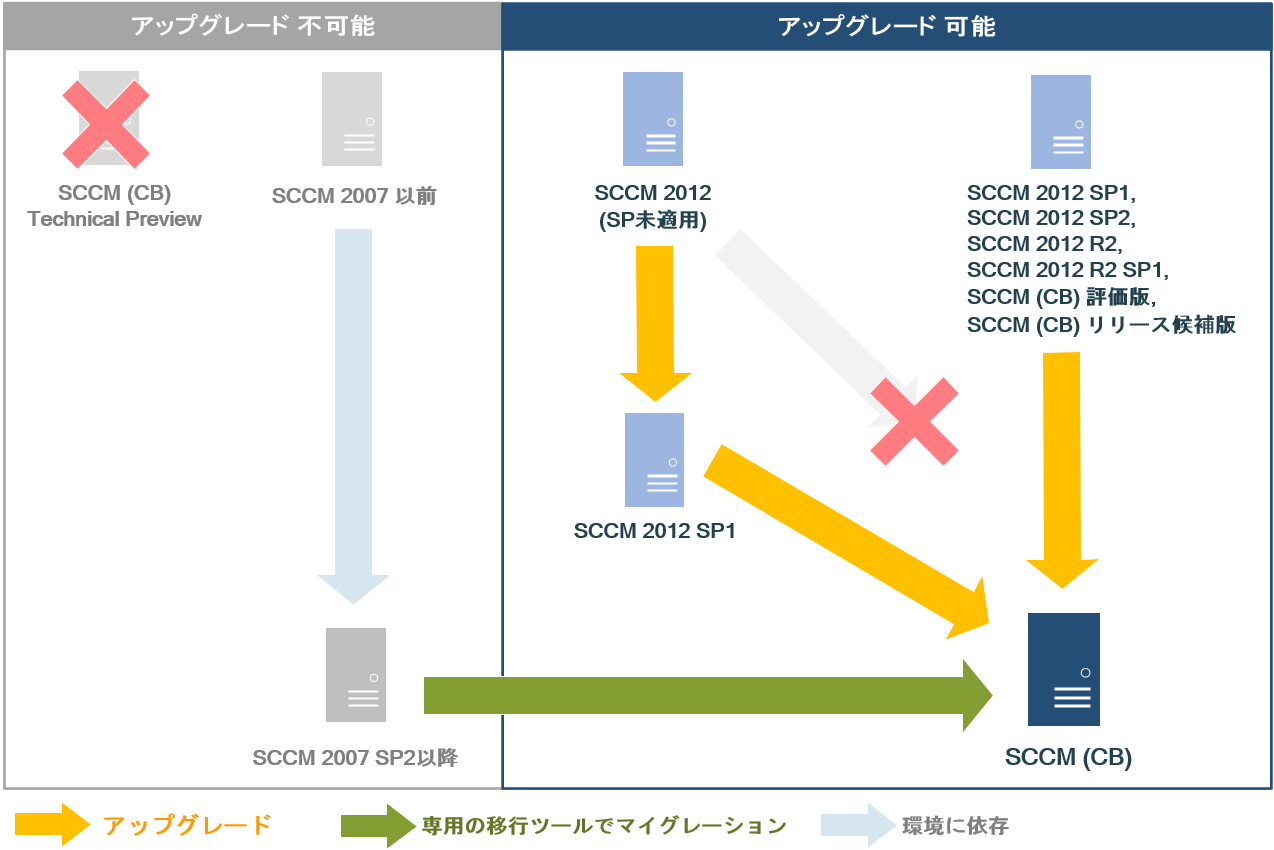 アップグレード 不可能
アップグレード 可能
SCCM (CB)
Technical Preview
SCCM 2007 以前
SCCM 2012
(SP未適用)
SCCM 2012 SP1,
SCCM 2012 SP2,
SCCM 2012 R2,
SCCM 2012 R2 SP1,
SCCM (CB) 評価版,
SCCM (CB) リリース候補版
SCCM 2012 SP1
SCCM 2007 SP2以降
SCCM (CB)
アップグレード
専用の移行ツールでマイグレーション
環境に依存